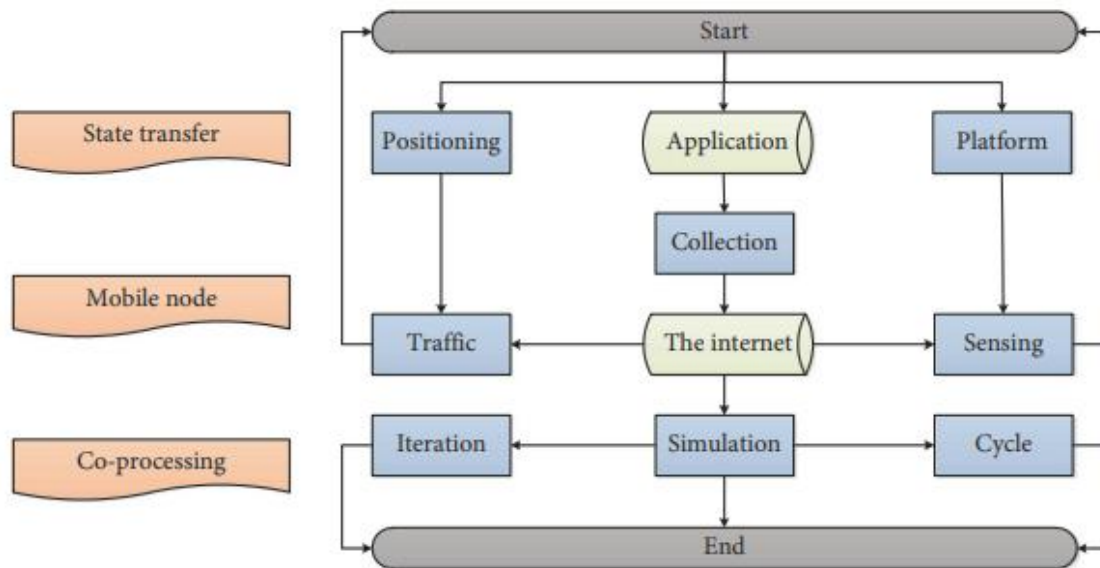 Start
State transfer
Positioning
Application
Platform
Collection
Mobile node
Traffic
The internet
Sensing
Co-processing
Iteration
Simulation
Cycle
End